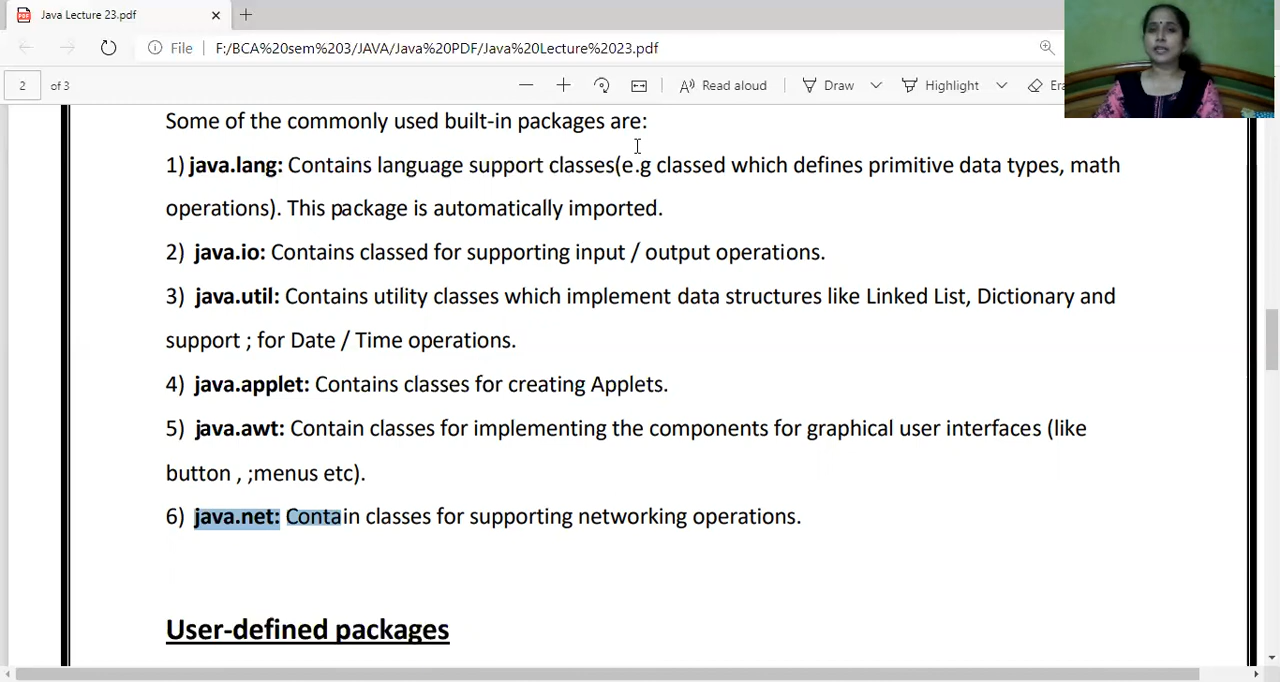 Java Lecture 23.pdf
File F:/BCA%20sem%203/JAVA/Java%20PDF/Java%20Lecture%2023.pdf
2 of 3 Read aloud Draw Highlight
Some of the commonly used built-in packages are:
1) java.lang: Contains language support classes(e.g classed which defines primitive data types, math
operations). This package is automatically imported.
2) java.io: Contains classed for supporting input / output operations.
3) java.util: Contains utility classes which implement data structures like Linked List, Dictionary and
support ; for Date / Time operations.
4) java.applet: Contains classes for creating Applets.
5) java.awt: Contain classes for implementing the components for graphical user interfaces (like
button , ;menus etc).
6) java.net: Contain classes for supporting networking operations.
User-defined packages